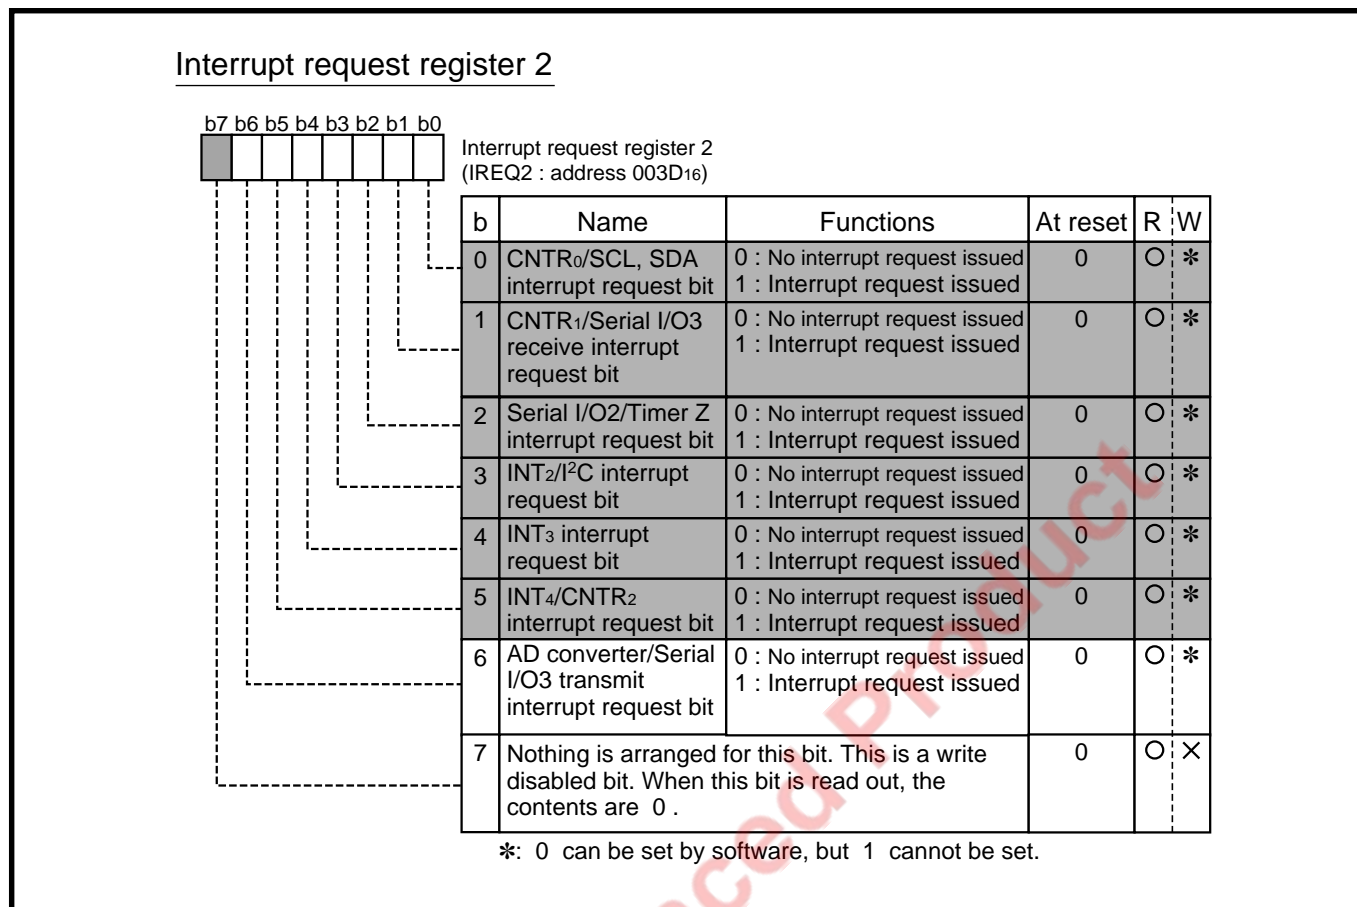 Interrupt request register 2
b7 b6 b5 b4 b3 b2 b1 b0
Interrupt request register 2
(IREQ2 : address 003D16)
b Name Functions At reset R W
0 CNTR0/SCL, SDA 0 : No interrupt request issued 0 ○ ✻
interrupt request bit 1 : Interrupt request issued
1 CNTR1/Serial I/O3 0 : No interrupt request issued 0 ○ ✻
receive interrupt 1 : Interrupt request issued
request bit
2 Serial I/O2/Timer Z 0 : No interrupt request issued 0 ○ ✻
interrupt request bit 1 : Interrupt request issued
3 INT2/I²C interrupt 0 : No interrupt request issued 0 ○ ✻
request bit 1 : Interrupt request issued
4 INT3 interrupt 0 : No interrupt request issued 0 ○ ✻
request bit 1 : Interrupt request issued
5 INT4/CNTR2 0 : No interrupt request issued 0 ○ ✻
interrupt request bit 1 : Interrupt request issued
6 AD converter/Serial 0 : No interrupt request issued 0 ○ ✻
I/O3 transmit 1 : Interrupt request issued
interrupt request bit
7 Nothing is arranged for this bit. This is a write 0 ○ ✕
disabled bit. When this bit is read out, the
contents are 0 .
✻: 0 can be set by software, but 1 cannot be set.
ced Product